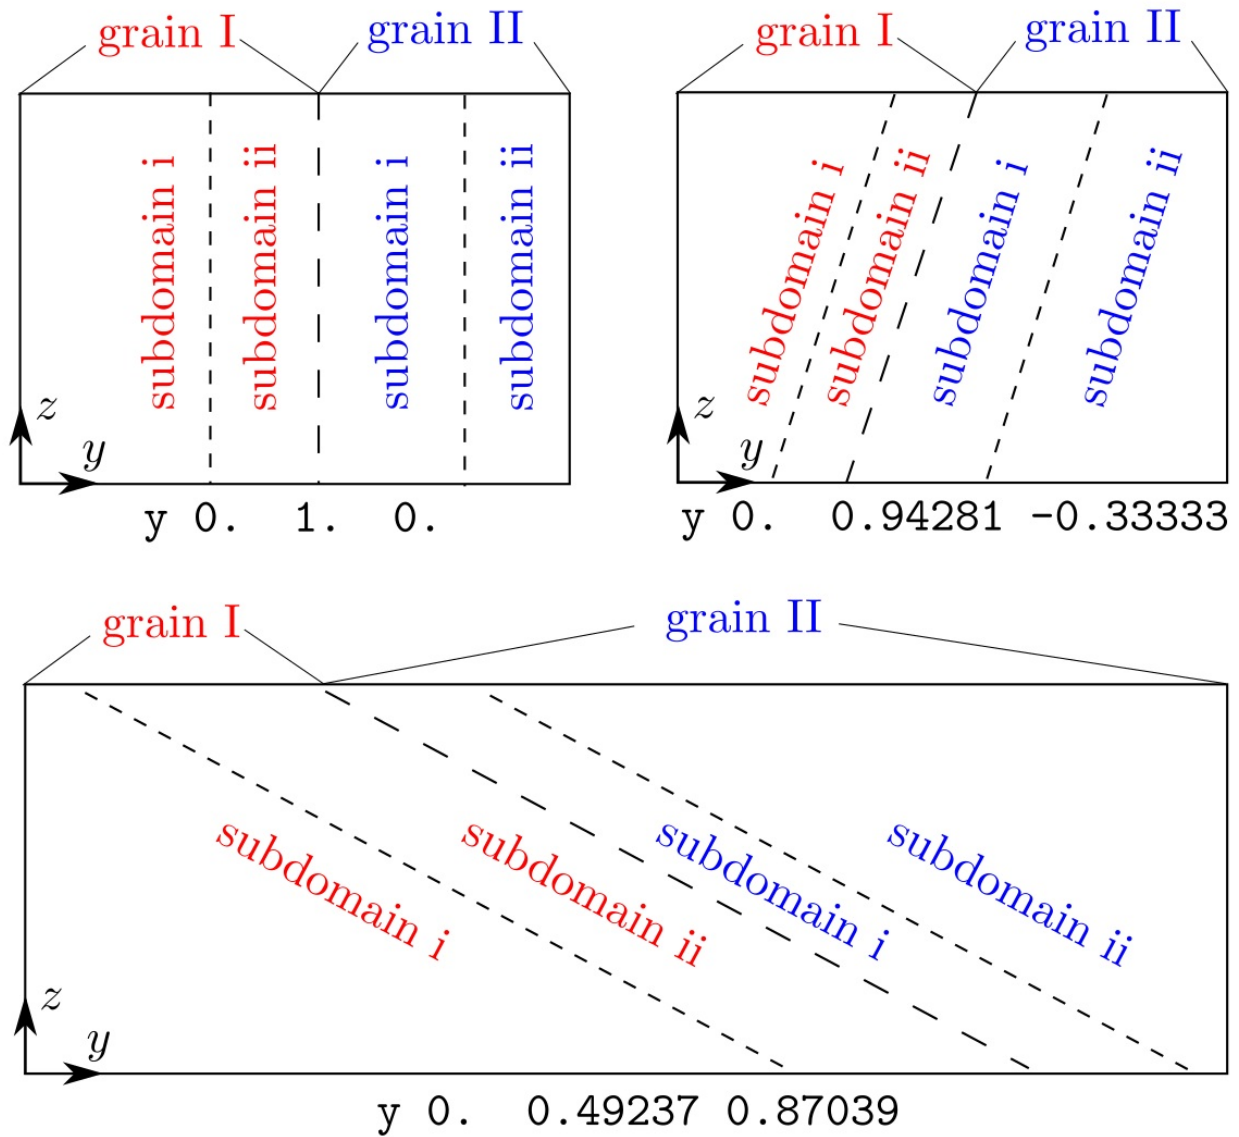 grain I
grain II
subdomain i
subdomain ii
subdomain i
subdomain ii
z
y
y 0. 1. 0.
grain I
grain II
subdomain i
subdomain ii
subdomain i
subdomain ii
z
y
y 0. 0.94281 -0.33333
grain I
grain II
subdomain i
subdomain ii
subdomain i
subdomain ii
z
y
y 0. 0.49237 0.87039